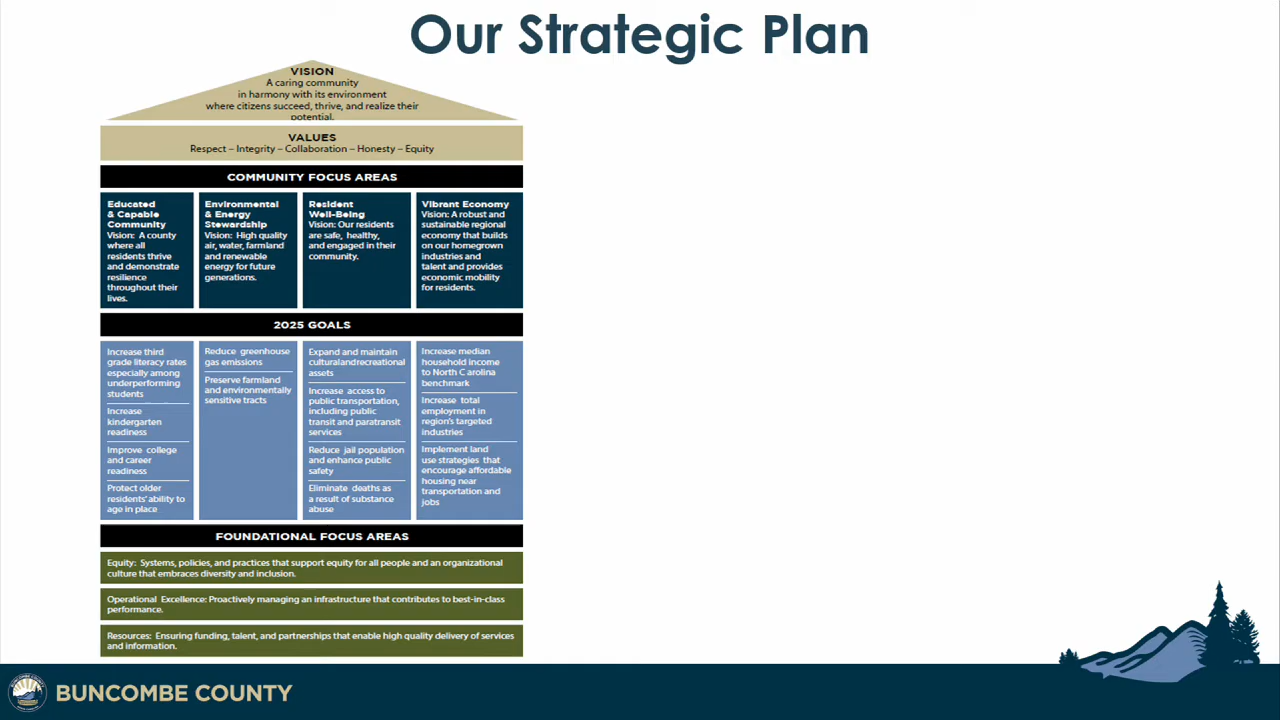 Our Strategic Plan
VISION
A caring community
in harmony with its environment
where citizens succeed, thrive, and realize their
potential.
VALUES
Respect – Integrity – Collaboration – Honesty – Equity
COMMUNITY FOCUS AREAS
Educated
& Capable
Community
Vision: A county
where all
residents thrive
and demonstrate
resilience
throughout their
lives.
Environmental
& Energy
Stewardship
Vision: High quality
air, water, farmland
and renewable
energy for future
generations.
Resident
Well-Being
Vision: Our residents
are safe, healthy,
and engaged in their
community.
Vibrant Economy
Vision: A robust and
sustainable regional
economy that builds
on our homegrown
industries and
talent and provides
economic mobility
for residents.
2025 GOALS
Increase third
grade literacy rates
especially among
underperforming
students
Increase
kindergarten
readiness
Improve college
and career
readiness
Protect older
residents' ability to
age in place
Reduce greenhouse
gas emissions
Preserve farmland
and environmentally
sensitive tracts
Expand and maintain
culturalandrecreational
assets
Increase access to
public transportation,
including public
transit and paratransit
services
Reduce jail population
and enhance public
safety
Eliminate deaths as
a result of substance
abuse
Increase median
household income
to North C arolina
benchmark
Increase total
employment in
region's targeted
industries
Implement land
use strategies that
encourage affordable
housing near
transportation and
jobs
FOUNDATIONAL FOCUS AREAS
Equity: Systems, policies, and practices that support equity for all people and an organizational
culture that embraces diversity and inclusion.
Operational Excellence: Proactively managing an infrastructure that contributes to best-in-class
performance.
Resources: Ensuring funding, talent, and partnerships that enable high quality delivery of services
and information.
BUNCOMBE COUNTY